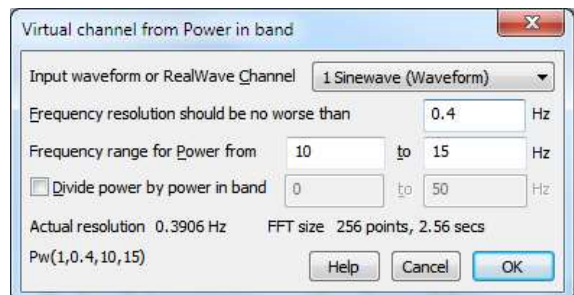 Virtual channel from Power in band
Input waveform or RealWave Channel 1 Sinewave (Waveform)
Frequency resolution should be no worse than 0.4 Hz
Frequency range for Power from 10 to 15 Hz
Divide power by power in band 0 to 50 Hz
Actual resolution 0.3906 Hz FFT size 256 points, 2.56 secs
Pw(1,0.4,10,15) Help Cancel OK